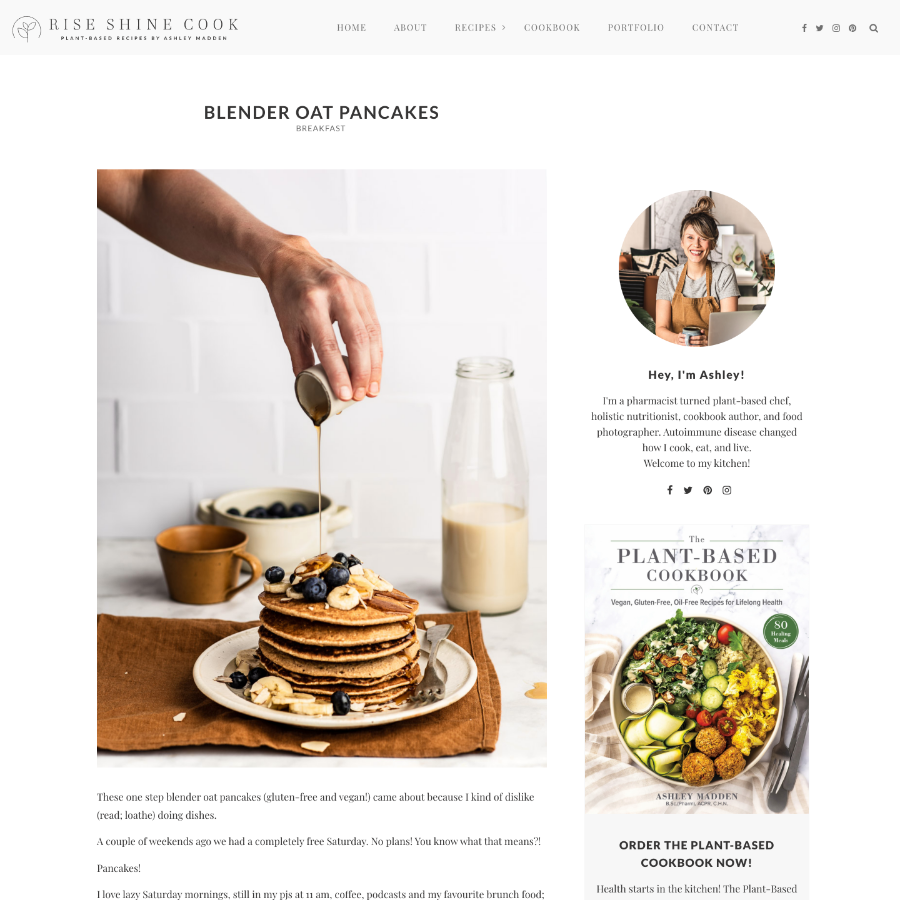 RISE SHINE COOK
PLANT-BASED RECIPES BY ASHLEY MADDEN
HOME ABOUT RECIPES COOKBOOK PORTFOLIO CONTACT
BLENDER OAT PANCAKES
BREAKFAST
These one step blender oat pancakes (gluten-free and vegan!) came about because I kind of dislike
(read; loathe) doing dishes.
A couple of weekends ago we had a completely free Saturday. No plans! You know what that means?!
Pancakes!
I love lazy Saturday mornings, still in my pjs at 11 am, coffee, podcasts and my favourite brunch food;
Hey, I'm Ashley!
I'm a pharmacist turned plant-based chef,
holistic nutritionist, cookbook author, and food
photographer. Autoimmune disease changed
how I cook, eat, and live.
Welcome to my kitchen!
The
PLANT-BASED
COOKBOOK
Vegan, Gluten-Free, Oil-Free Recipes for Lifelong Health
80
Healing
Meals
ASHLEY MADDEN
B.Sc. (Pharm), ACPR, C.H.N.
ORDER THE PLANT-BASED
COOKBOOK NOW!
Health starts in the kitchen! The Plant-Based